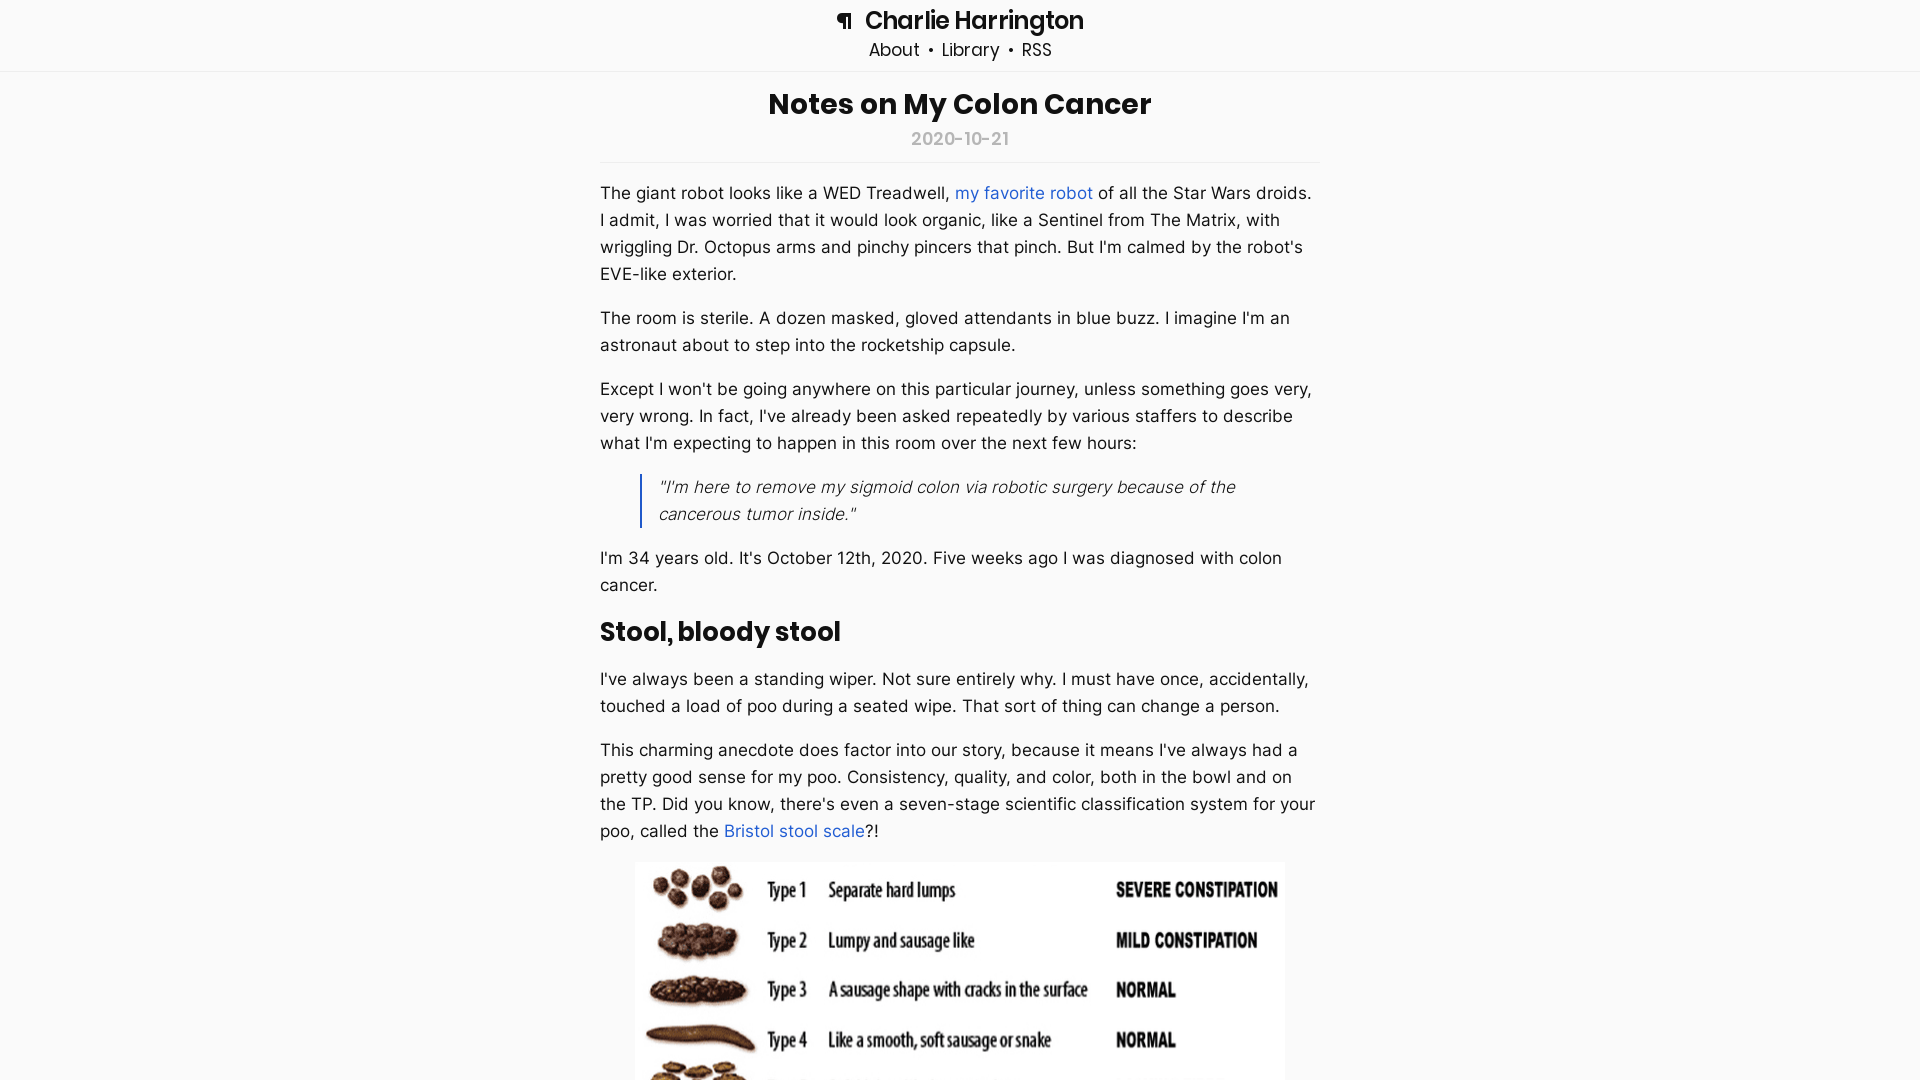 ¶ Charlie Harrington
About • Library • RSS
Notes on My Colon Cancer
2020-10-21
The giant robot looks like a WED Treadwell, my favorite robot of all the Star Wars droids.
I admit, I was worried that it would look organic, like a Sentinel from The Matrix, with
wriggling Dr. Octopus arms and pinchy pincers that pinch. But I'm calmed by the robot's
EVE-like exterior.
The room is sterile. A dozen masked, gloved attendants in blue buzz. I imagine I'm an
astronaut about to step into the rocketship capsule.
Except I won't be going anywhere on this particular journey, unless something goes very,
very wrong. In fact, I've already been asked repeatedly by various staffers to describe
what I'm expecting to happen in this room over the next few hours:
"I'm here to remove my sigmoid colon via robotic surgery because of the
cancerous tumor inside."
I'm 34 years old. It's October 12th, 2020. Five weeks ago I was diagnosed with colon
cancer.
Stool, bloody stool
I've always been a standing wiper. Not sure entirely why. I must have once, accidentally,
touched a load of poo during a seated wipe. That sort of thing can change a person.
This charming anecdote does factor into our story, because it means I've always had a
pretty good sense for my poo. Consistency, quality, and color, both in the bowl and on
the TP. Did you know, there's even a seven-stage scientific classification system for your
poo, called the Bristol stool scale?!
Type 1 Separate hard lumps SEVERE CONSTIPATION
Type 2 Lumpy and sausage like MILD CONSTIPATION
Type 3 A sausage shape with cracks in the surface NORMAL
Type 4 Like a smooth, soft sausage or snake NORMAL